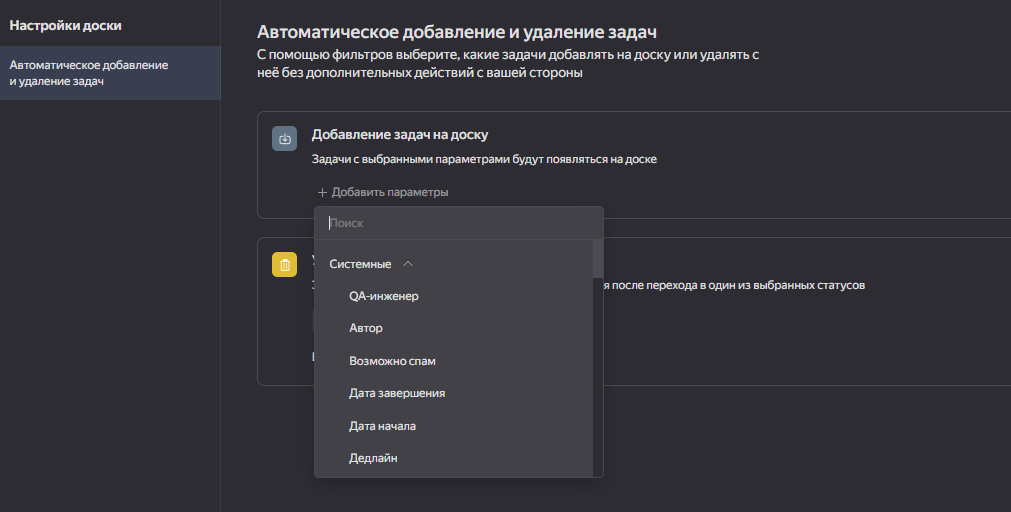 Настройки доски
Автоматическое добавление
и удаление задач
Автоматическое добавление и удаление задач
С помощью фильтров выберите, какие задачи добавлять на доску или удалять с
неё без дополнительных действий с вашей стороны
Добавление задач на доску
Задачи с выбранными параметрами будут появляться на доске
+ Добавить параметры
Поиск
Системные
QA-инженер
Автор
Возможно спам
Дата завершения
Дата начала
Дедлайн
после перехода в один из выбранных статусов